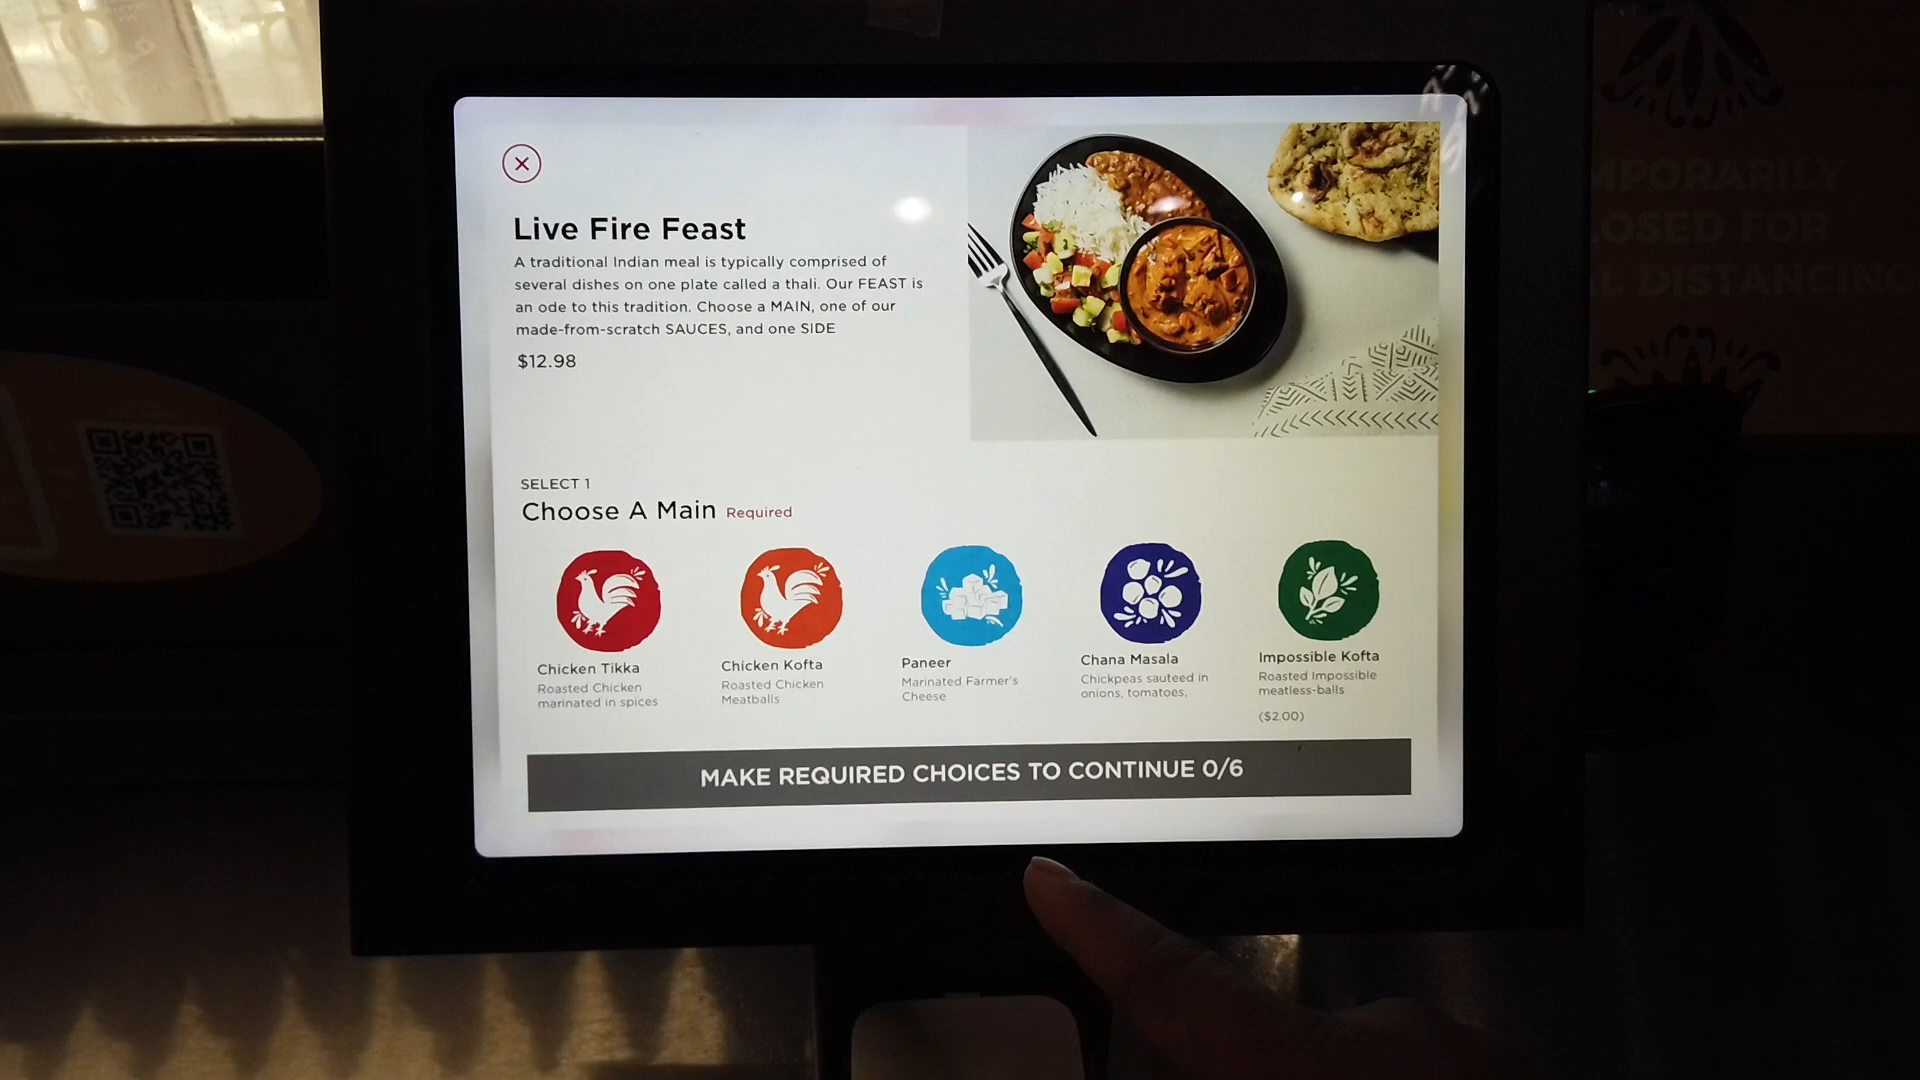 Live Fire Feast
A traditional Indian meal is typically comprised of
several dishes on one plate called a thali. Our FEAST is
an ode to this tradition. Choose a MAIN, one of our
made-from-scratch SAUCES, and one SIDE
$12.98
SELECT 1
Choose A Main Required
Chicken Tikka
Roasted Chicken
marinated in spices
Chicken Kofta
Roasted Chicken
Meatballs
Paneer
Marinated Farmer's
Cheese
Chana Masala
Chickpeas sauteed in
onions, tomatoes,
Impossible Kofta
Roasted Impossible
meatless-balls
($2.00)
MAKE REQUIRED CHOICES TO CONTINUE 0/6
MPORARILY
OSED FOR
L DISTANCING